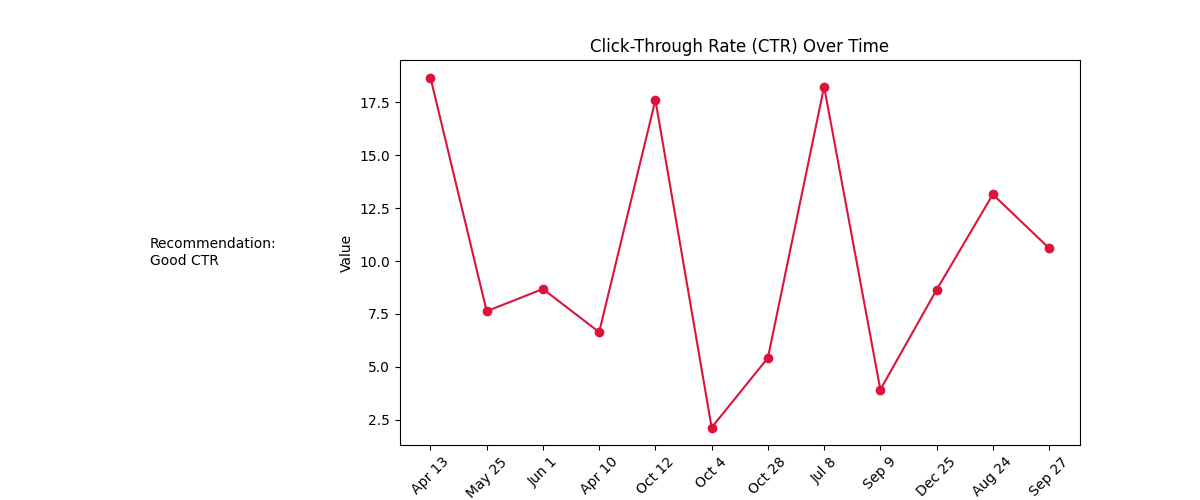 Click-Through Rate (CTR) Over Time
Recommendation:
Good CTR
Value
17.5
15.0
12.5
10.0
7.5
5.0
2.5
Apr 13
May 25
Jun 1
Apr 10
Oct 12
Oct 4
Oct 28
Jul 8
Sep 9
Dec 25
Aug 24
Sep 27